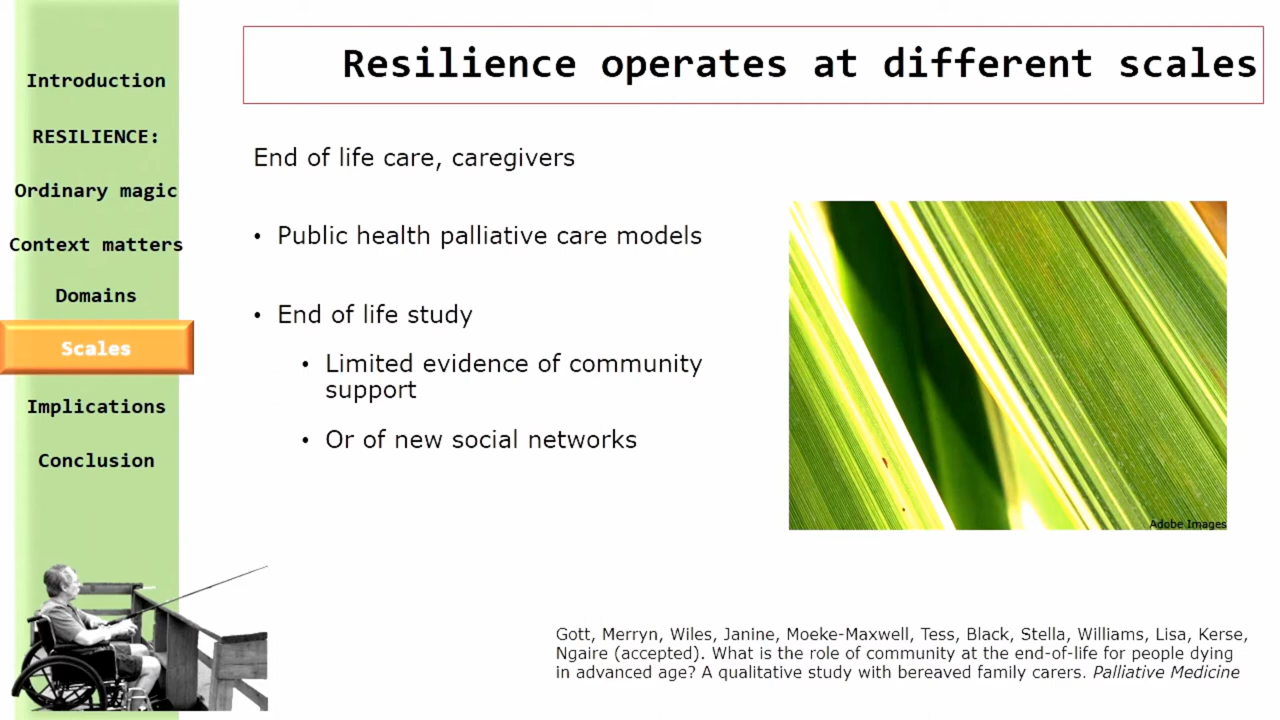 Introduction
RESILIENCE:
Ordinary magic
Context matters
Domains
Scales
Implications
Conclusion
Resilience operates at different scales
End of life care, caregivers
• Public health palliative care models
• End of life study
• Limited evidence of community
support
• Or of new social networks
Adobe Images
Gott, Merryn, Wiles, Janine, Moeke-Maxwell, Tess, Black, Stella, Williams, Lisa, Kerse,
Ngaire (accepted). What is the role of community at the end-of-life for people dying
in advanced age? A qualitative study with bereaved family carers. Palliative Medicine